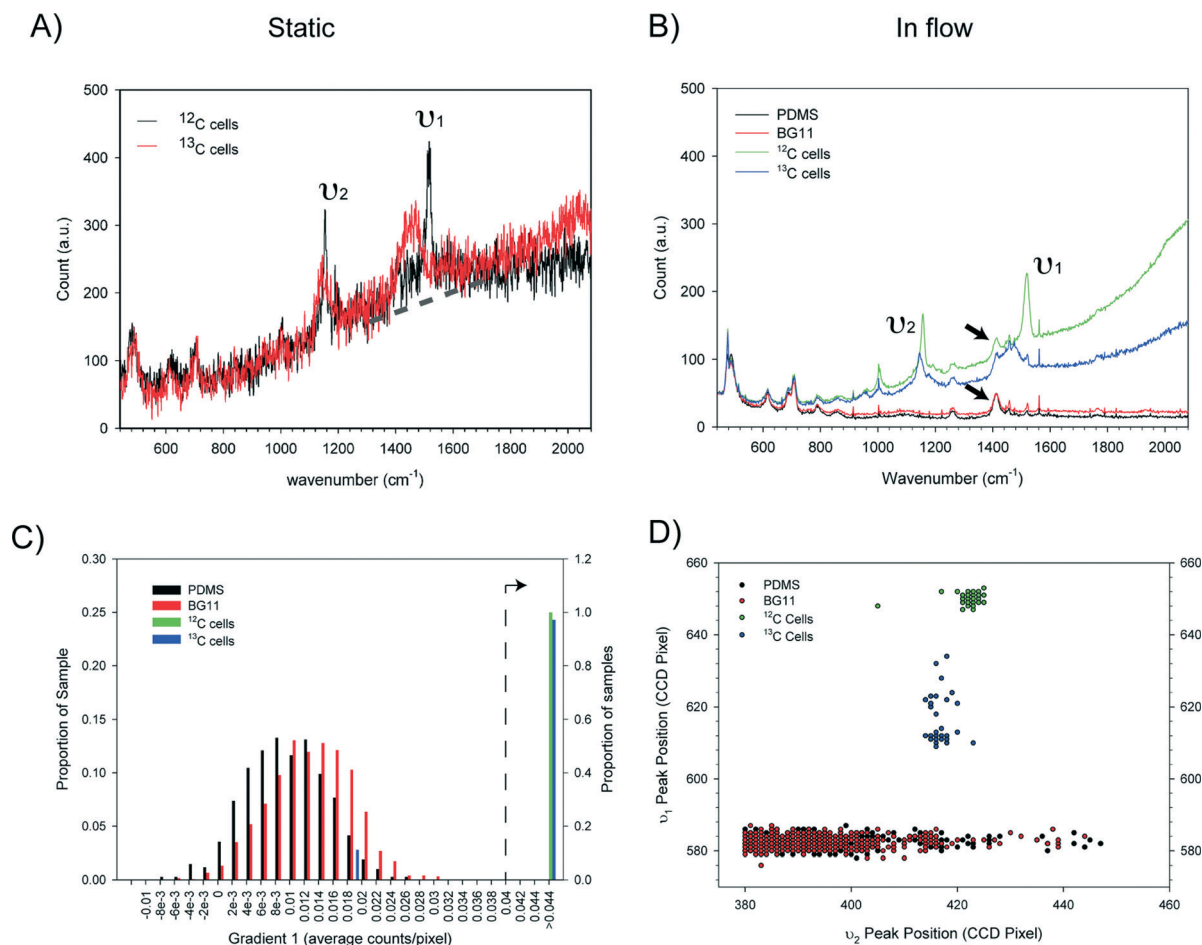 A) Static
B) In flow
500
400
300
200
100
0
Count (a.u.)
¹²C cells
¹³C cells
υ₂
υ₁
600 800 1000 1200 1400 1600 1800 2000
wavenumber (cm⁻¹)
500
400
300
200
100
0
Count (a.u.)
PDMS
BG11
¹²C cells
¹³C cells
υ₂
υ₁
600 800 1000 1200 1400 1600 1800 2000
Wavenumber (cm⁻¹)
C)
0.30
0.25
0.20
0.15
0.10
0.05
0.00
Proportion of Sample
PDMS
BG11
¹²C cells
¹³C cells
1.2
1.0
0.8
0.6
0.4
0.2
0.0
Proportion of samples
-0.01 -8e-3 -6e-3 -4e-3 -2e-3 0 2e-3 4e-3 6e-3 8e-3 0.01 0.012 0.014 0.016 0.018 0.02 0.022 0.024 0.026 0.028 0.03 0.032 0.034 0.036 0.038 0.04 0.042 0.044 >0.044
Gradient 1 (average counts/pixel)
D)
660
640
620
600
580
υ₁ Peak Position (CCD Pixel)
PDMS
BG11
¹²C Cells
¹³C Cells
660
640
620
600
580
380 400 420 440 460
υ₂ Peak Position (CCD Pixel)